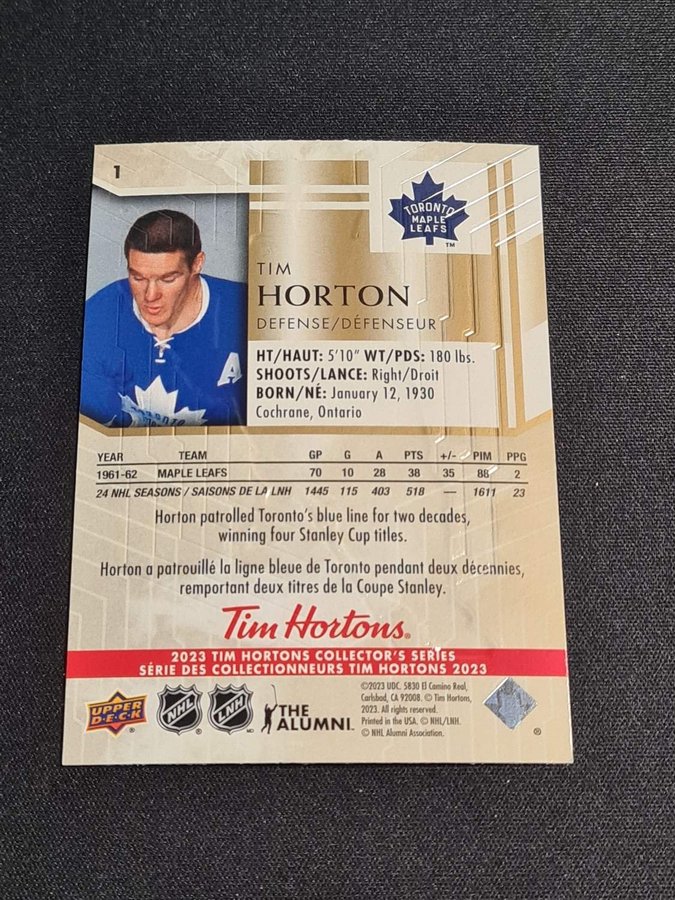 1
TORONTO
MAPLE
LEAFS
TM
TIM
HORTON
DEFENSE/DÉFENSEUR
A
HT/HAUT: 5'10" WT/PDS: 180 lbs.
SHOOTS/LANCE: Right/Droit
BORN/NÉ: January 12, 1930
Cochrane, Ontario
YEAR TEAM GP G A PTS +/- PIM PPG
1961-62 MAPLE LEAFS 70 10 28 38 35 88 2
24 NHL SEASONS / SAISONS DE LA LNH 1445 115 403 518 — 1611 23
Horton patrolled Toronto's blue line for two decades,
winning four Stanley Cup titles.
Horton a patrouillé la ligne bleue de Toronto pendant deux décennies,
remportant deux titres de la Coupe Stanley.
Tim Hortons®
2023 TIM HORTONS COLLECTOR'S SERIES
SÉRIE DES COLLECTIONNEURS TIM HORTONS 2023
UPPER
DECK
®
NHL
®
LNH
MD
THE
ALUMNI
©2023 UDC. 5830 El Camino Real,
Carlsbad, CA 92008. © Tim Hortons,
2023. All rights reserved.
Printed in the USA. © NHL/LNH.
© NHL Alumni Association.
®